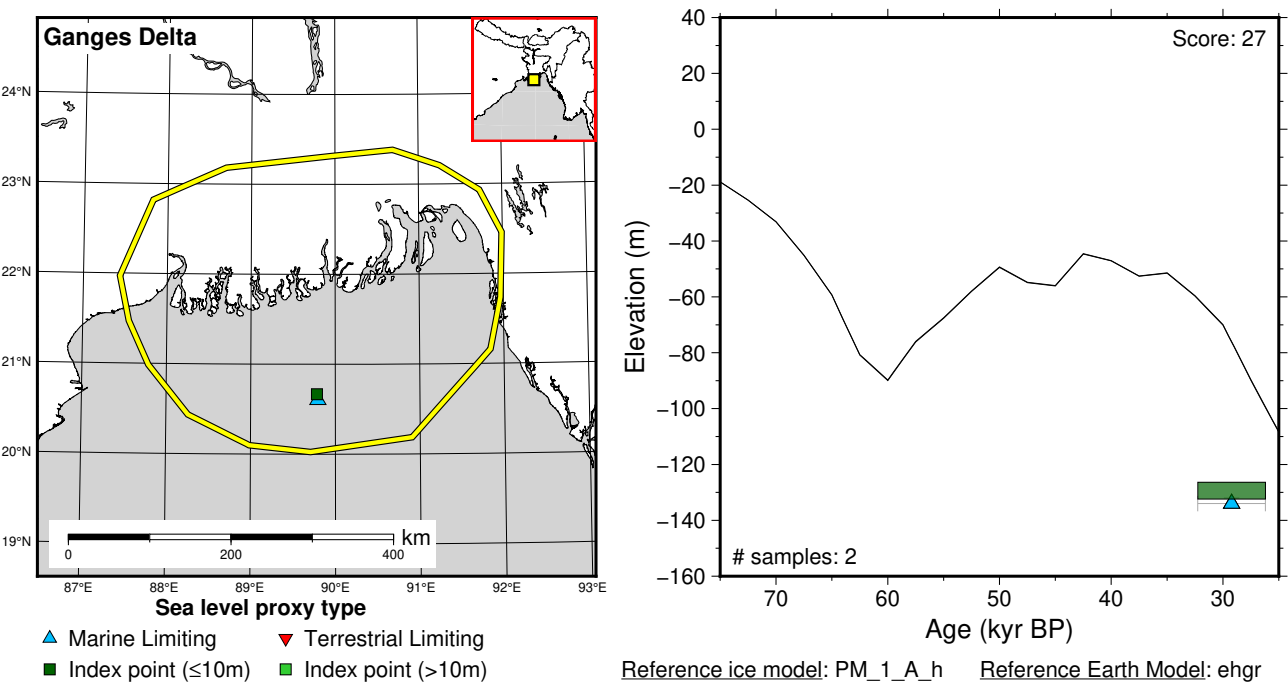 Ganges Delta
24°N
23°N
22°N
21°N
20°N
19°N
87°E 88°E 89°E 90°E 91°E 92°E 93°E
0 200 400 km
Sea level proxy type
Marine Limiting
Terrestrial Limiting
Index point (≤10m)
Index point (>10m)
Score: 27
40
20
0
−20
−40
−60
−80
−100
−120
−140
−160
Elevation (m)
# samples: 2
70 60 50 40 30
Age (kyr BP)
Reference ice model: PM_1_A_h
Reference Earth Model: ehgr